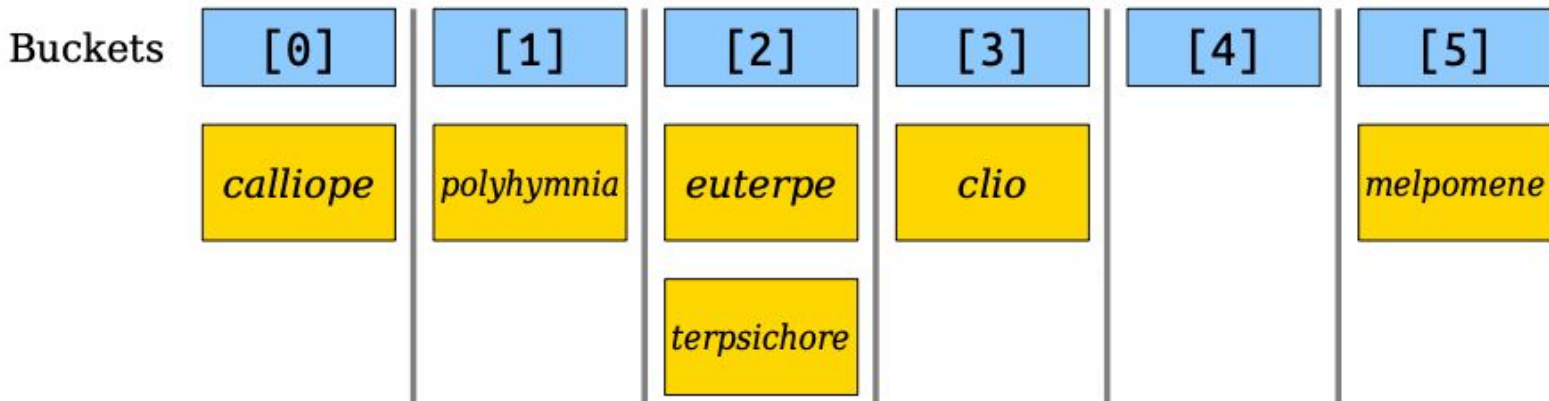 Buckets [0] [1] [2] [3] [4] [5]
calliope polyhymnia euterpe clio melpomene
terpsichore